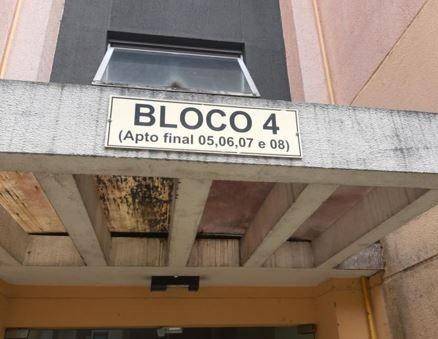 BLOCO 4
(Apto final 05,06,07 e 08)